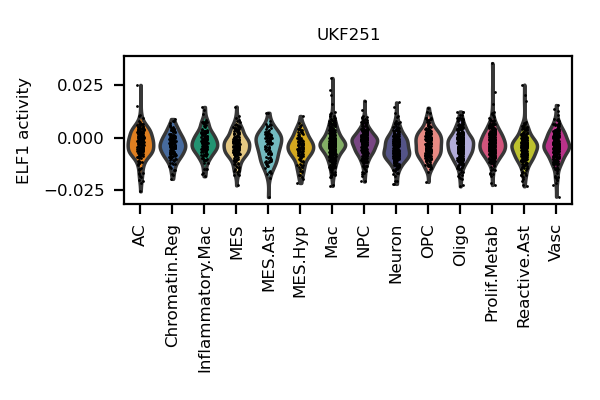 UKF251
ELF1 activity
0.025
0.000
−0.025
AC
Chromatin.Reg
Inflammatory.Mac
MES
MES.Ast
MES.Hyp
Mac
NPC
Neuron
OPC
Oligo
Prolif.Metab
Reactive.Ast
Vasc